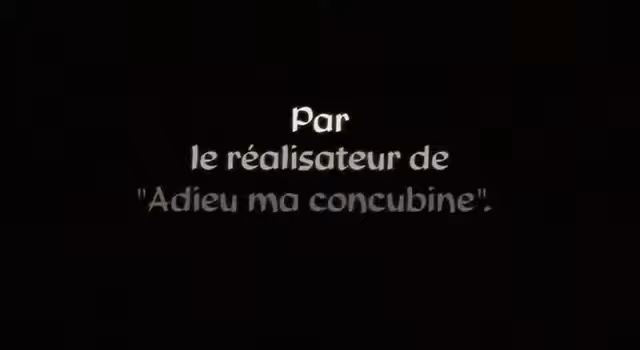 Par
le réalisateur de
"Adieu ma concubine".